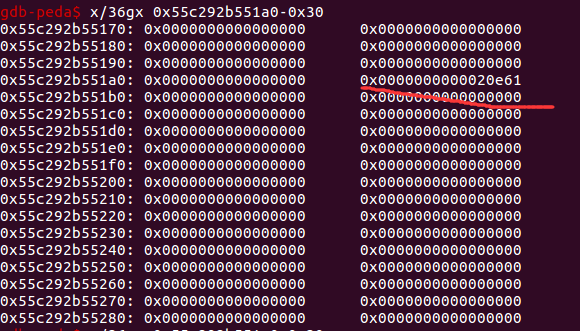 gdb-peda$ x/36gx 0x55c292b551a0-0x30
0x55c292b55170: 0x0000000000000000 0x0000000000000000
0x55c292b55180: 0x0000000000000000 0x0000000000000000
0x55c292b55190: 0x0000000000000000 0x0000000000000000
0x55c292b551a0: 0x0000000000000000 0x0000000000020e61
0x55c292b551b0: 0x0000000000000000 0x0000000000000000
0x55c292b551c0: 0x0000000000000000 0x0000000000000000
0x55c292b551d0: 0x0000000000000000 0x0000000000000000
0x55c292b551e0: 0x0000000000000000 0x0000000000000000
0x55c292b551f0: 0x0000000000000000 0x0000000000000000
0x55c292b55200: 0x0000000000000000 0x0000000000000000
0x55c292b55210: 0x0000000000000000 0x0000000000000000
0x55c292b55220: 0x0000000000000000 0x0000000000000000
0x55c292b55230: 0x0000000000000000 0x0000000000000000
0x55c292b55240: 0x0000000000000000 0x0000000000000000
0x55c292b55250: 0x0000000000000000 0x0000000000000000
0x55c292b55260: 0x0000000000000000 0x0000000000000000
0x55c292b55270: 0x0000000000000000 0x0000000000000000
0x55c292b55280: 0x0000000000000000 0x0000000000000000